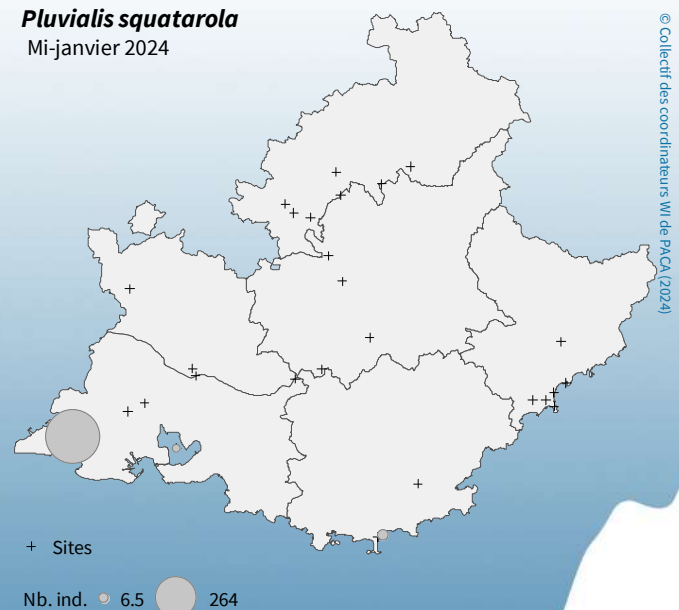 Pluvialis squatarola
Mi-janvier 2024
© Collectif des coordinateurs WI de PACA (2024)
+ Sites
Nb. ind. 6.5 264